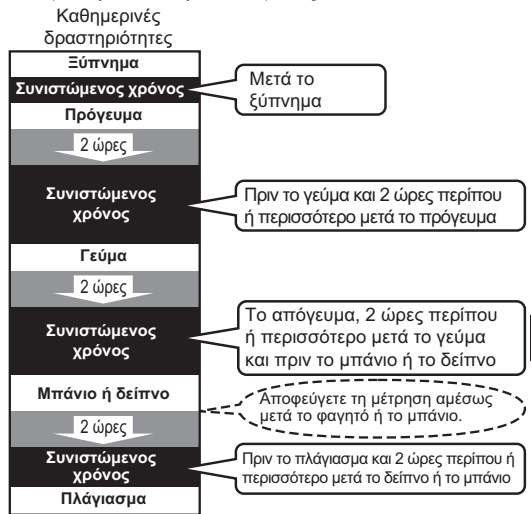 Καθημερινές
δραστηριότητες
Ξύπνημα
Συνιστώμενος χρόνος
Μετά το
ξύπνημα
Πρόγευμα
2 ώρες
Συνιστώμενος
χρόνος
Πριν το γεύμα και 2 ώρες περίπου
ή περισσότερο μετά το πρόγευμα
Γεύμα
2 ώρες
Συνιστώμενος
χρόνος
Το απόγευμα, 2 ώρες περίπου
ή περισσότερο μετά το γεύμα
και πριν το μπάνιο ή το δείπνο
Μπάνιο ή δείπνο
Αποφεύγετε τη μέτρηση αμέσως
μετά το φαγητό ή το μπάνιο.
2 ώρες
Συνιστώμενος
χρόνος
Πριν το πλάγιασμα και 2 ώρες περίπου ή
περισσότερο μετά το δείπνο ή το μπάνιο
Πλάγιασμα